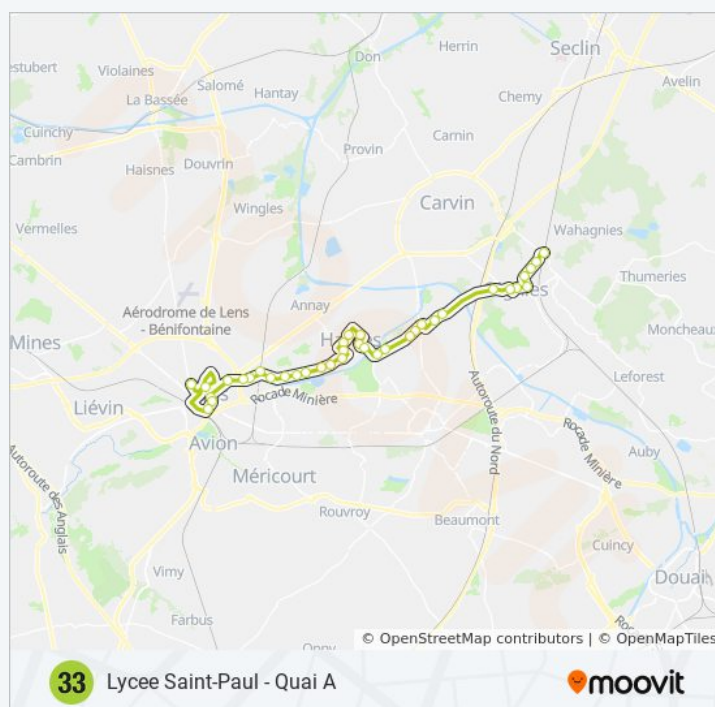 Seclin
Herrin
Don
estubert
Violaines
Salomé
La Bassée
Hantay
Chemy
Avelin
Cuinchy
Cambrin
Carnin
Provin
Douvrin
Haisnes
Wingles
Carvin
Vermelles
Wahagnies
Thumeries
Annay
Aérodrome de Lens
- Bénifontaine
Mines
Moncheaux
Leforest
Rocade Minière
Liévin
Avion
Autoroute du Nord
Auby
Rocade Minière
Méricourt
Autoroute des Anglais
Rouvroy
Beaumont
Cuincy
Vimy
Douai
Farbus
© OpenStreetMap contributors | © OpenMapTiles
33 Lycee Saint-Paul - Quai A
moovit